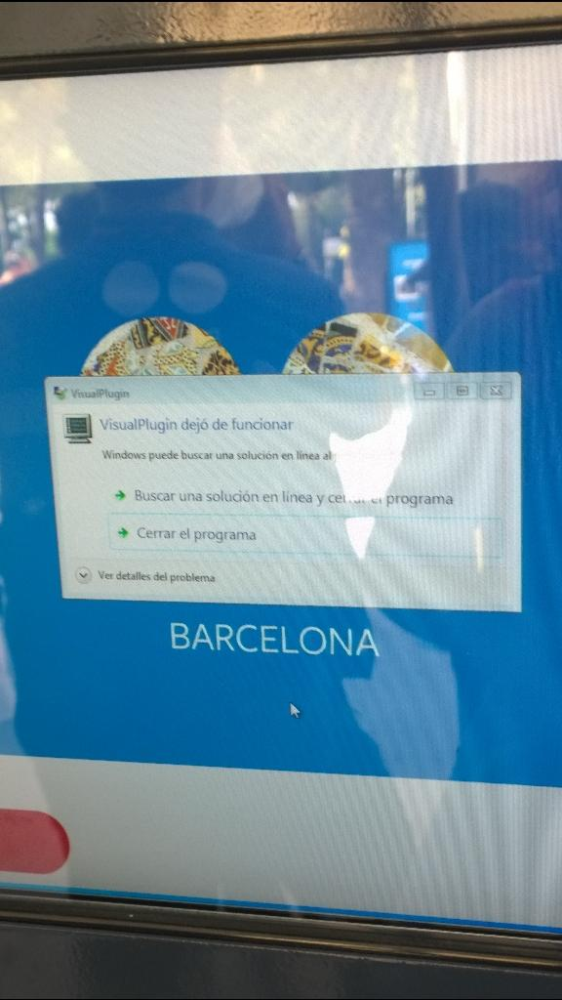 VisualPlugin
VisualPlugin dejó de funcionar
Windows puede buscar una solución en línea al
Buscar una solución en línea y cerrar el programa
Cerrar el programa
Ver detalles del problema
BARCELONA